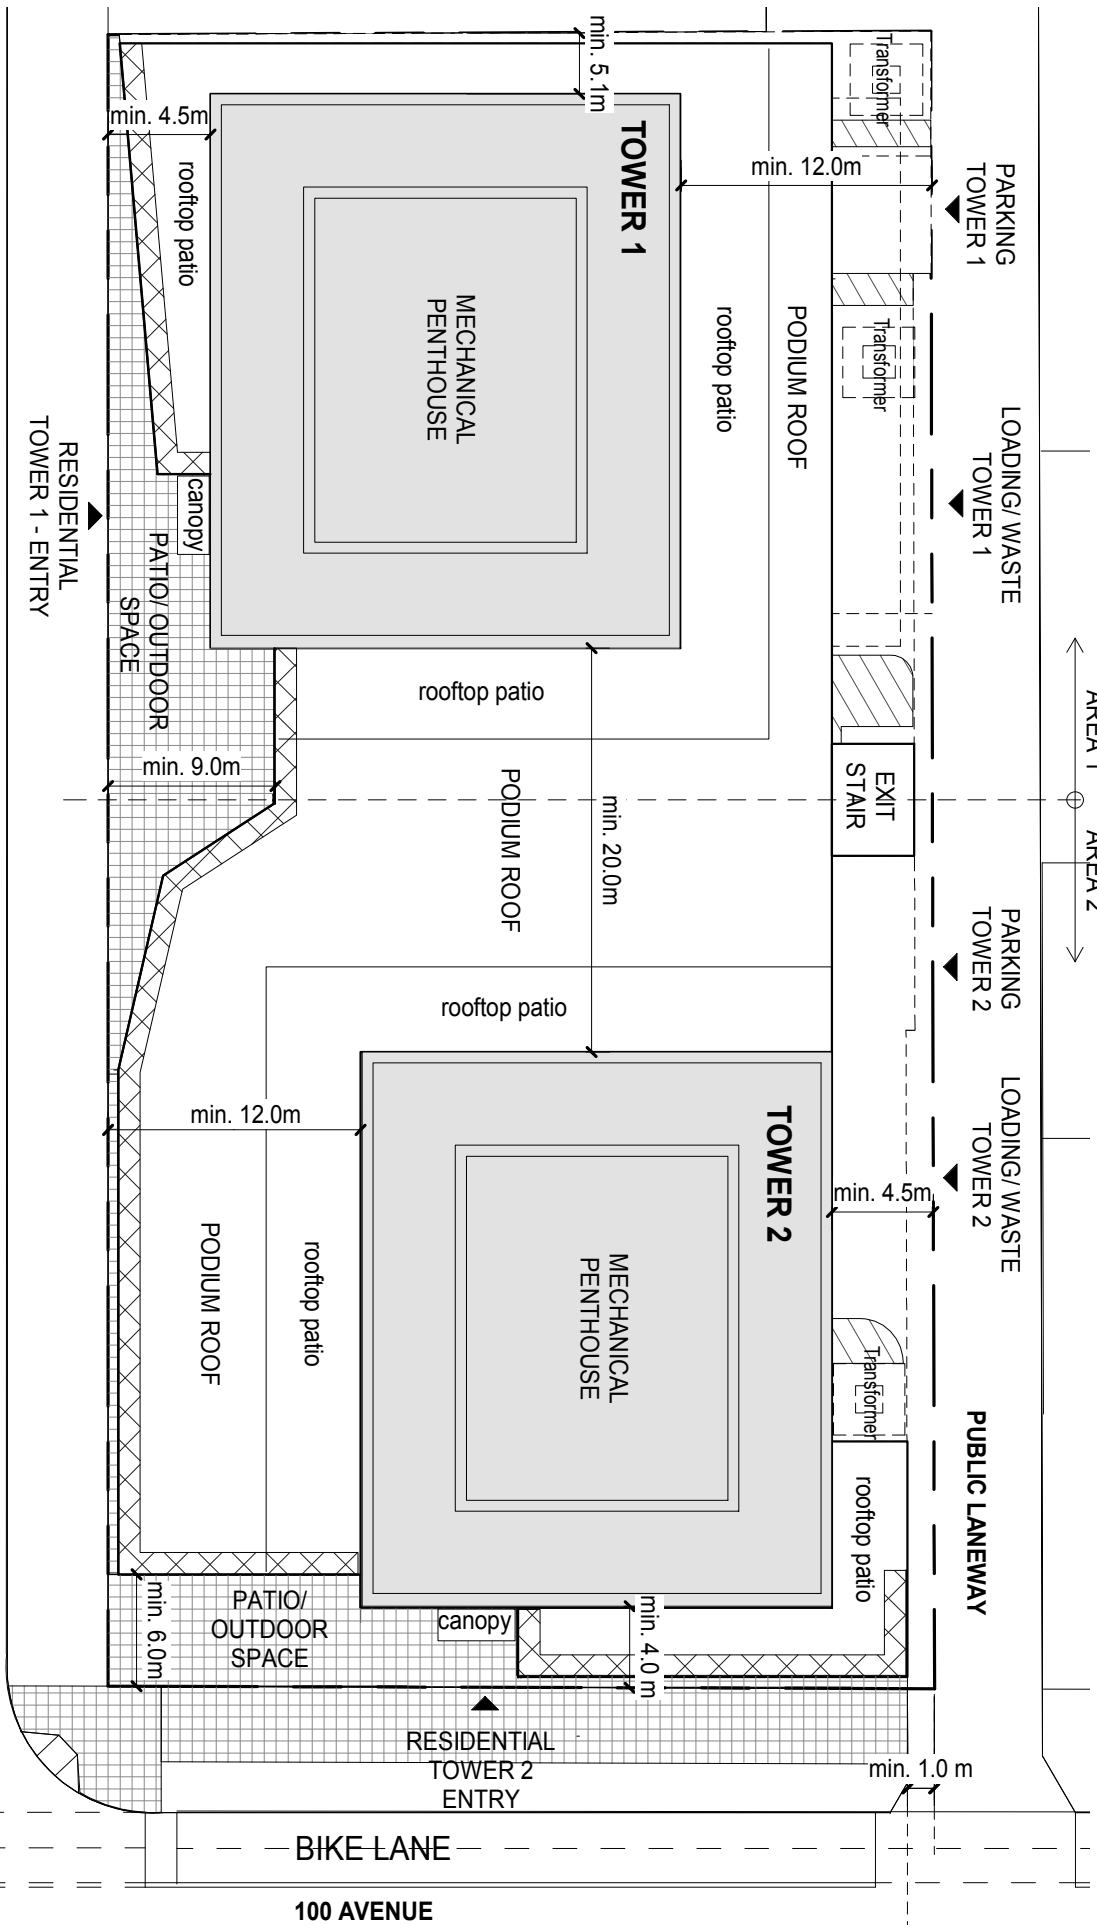 min. 5.1m
Transformer
min. 4.5m
TOWER 1
min. 12.0m
PARKING
TOWER 1
rooftop patio
MECHANICAL
PENTHOUSE
rooftop patio
PODIUM ROOF
Transformer
LOADING/ WASTE
TOWER 1
RESIDENTIAL
TOWER 1 - ENTRY
canopy
PATIO/ OUTDOOR
SPACE
rooftop patio
AREA 1
min. 9.0m
PODIUM ROOF
min. 20.0m
EXIT
STAIR
AREA 2
PARKING
TOWER 2
rooftop patio
min. 12.0m
TOWER 2
LOADING/ WASTE
TOWER 2
min. 4.5m
PODIUM ROOF
rooftop patio
MECHANICAL
PENTHOUSE
Transformer
PUBLIC LANEWAY
rooftop patio
min. 6.0m
PATIO/
OUTDOOR
SPACE
canopy
min. 4.0 m
RESIDENTIAL
TOWER 2
ENTRY
min. 1.0 m
BIKE LANE
100 AVENUE